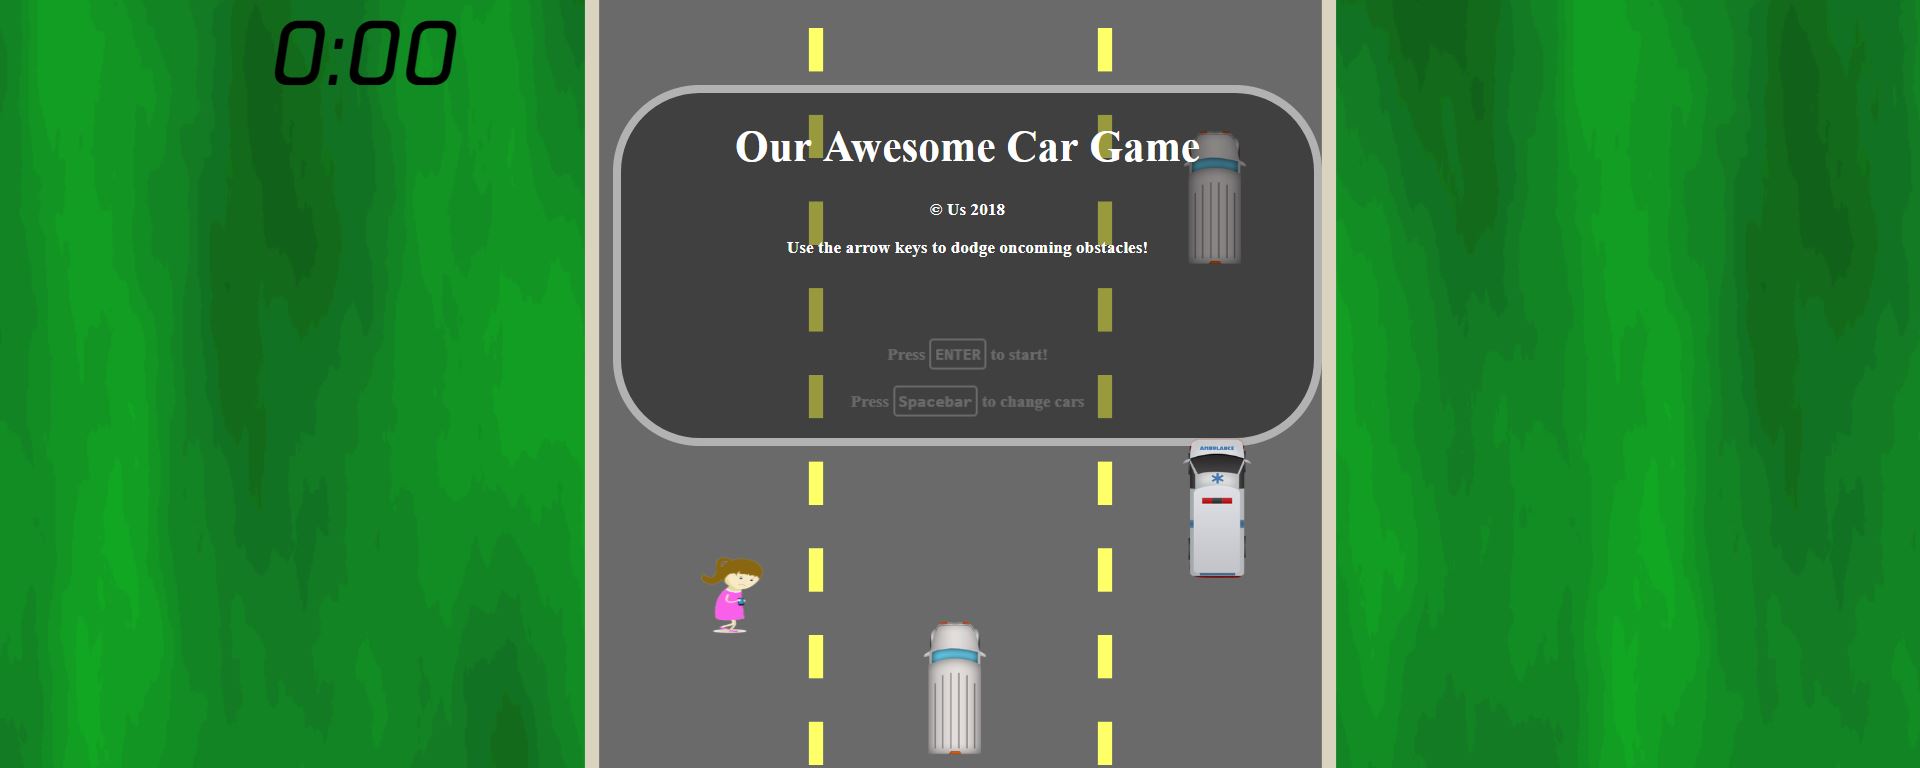 0:00
Our Awesome Car Game
© Us 2018
Use the arrow keys to dodge oncoming obstacles!
Press ENTER to start!
Press Spacebar to change cars
AMBULANCE